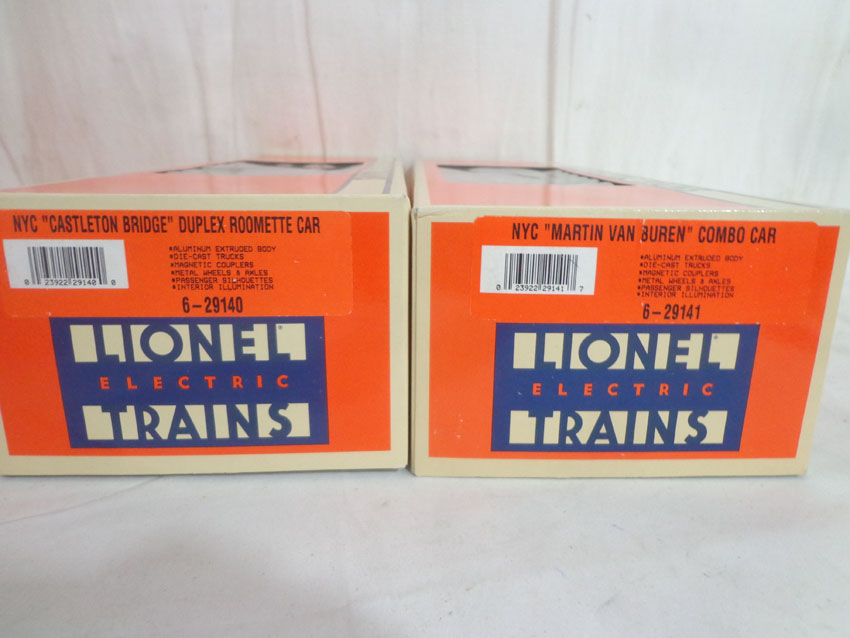 NYC "CASTLETON BRIDGE" DUPLEX ROOMETTE CAR
*ALUMINUM EXTRUDED BODY
*DIE-CAST TRUCKS
*MAGNETIC COUPLERS
*METAL WHEELS & AXLES
*PASSENGER SILHOUETTES
*INTERIOR ILLUMINATION
0 23922 29140 0
6-29140
LIONEL®
ELECTRIC
TRAINS
NYC "MARTIN VAN BUREN" COMBO CAR
*ALUMINUM EXTRUDED BODY
*DIE-CAST TRUCKS
*MAGNETIC COUPLERS
*METAL WHEELS & AXLES
*PASSENGER SILHOUETTES
*INTERIOR ILLUMINATION
0 23922 29141 7
6-29141
LIONEL®
ELECTRIC
TRAINS